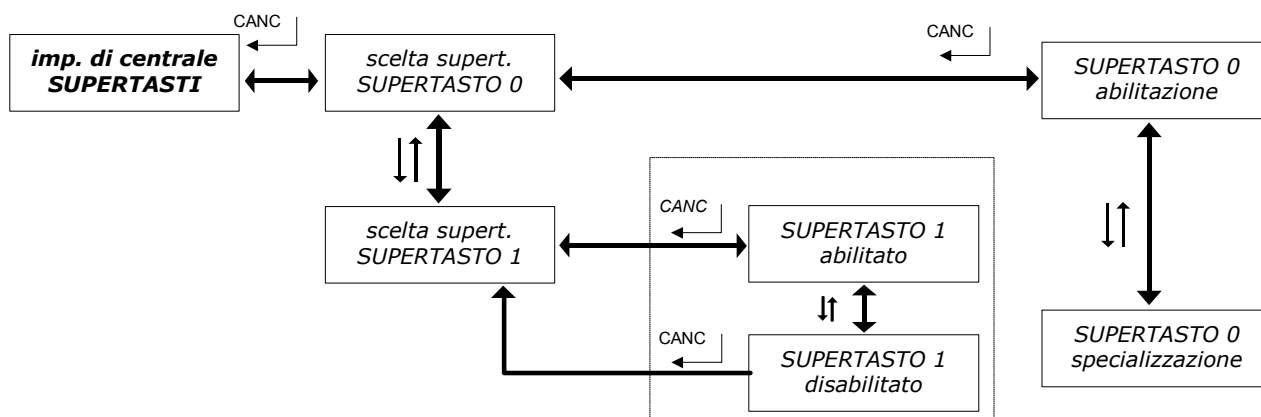 CANC
CANC
imp. di centrale
SUPERTASTI
scelta supert.
SUPERTASTO 0
SUPERTASTO 0
abilitazione
scelta supert.
SUPERTASTO 1
CANC
SUPERTASTO 1
abilitato
CANC
SUPERTASTO 1
disabilitato
SUPERTASTO 0
specializzazione